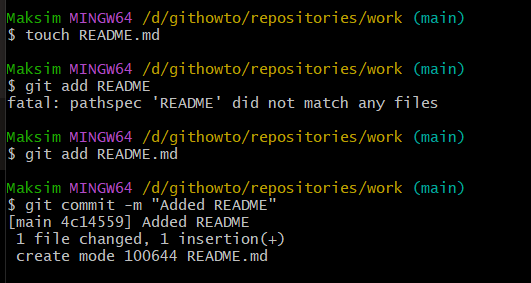 Maksim MINGW64 /d/githowto/repositories/work (main)
$ touch README.md
Maksim MINGW64 /d/githowto/repositories/work (main)
$ git add README
fatal: pathspec 'README' did not match any files
Maksim MINGW64 /d/githowto/repositories/work (main)
$ git add README.md
Maksim MINGW64 /d/githowto/repositories/work (main)
$ git commit -m "Added README"
[main 4c14559] Added README
 1 file changed, 1 insertion(+)
 create mode 100644 README.md